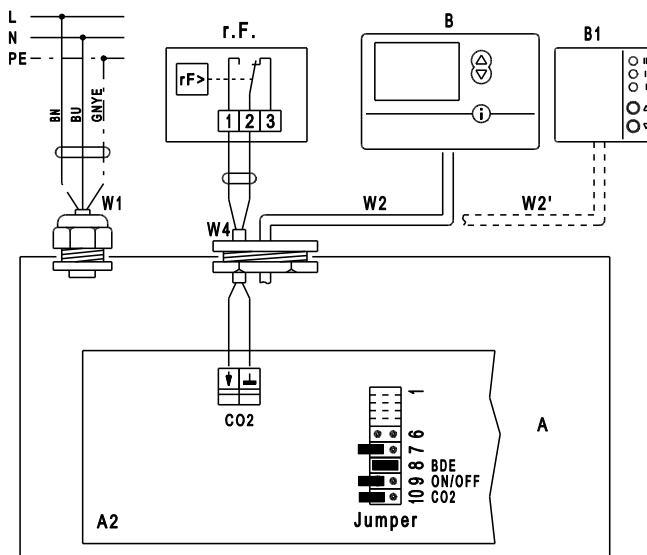 L
N
PE
BN
BU
GNYE
W1
r.F.
rF>
1 2 3
W4
B
i
W2
B1
W2'
CO2
A
A2
1
6
7
8 BDE
9 ON/OFF
10 CO2
Jumper